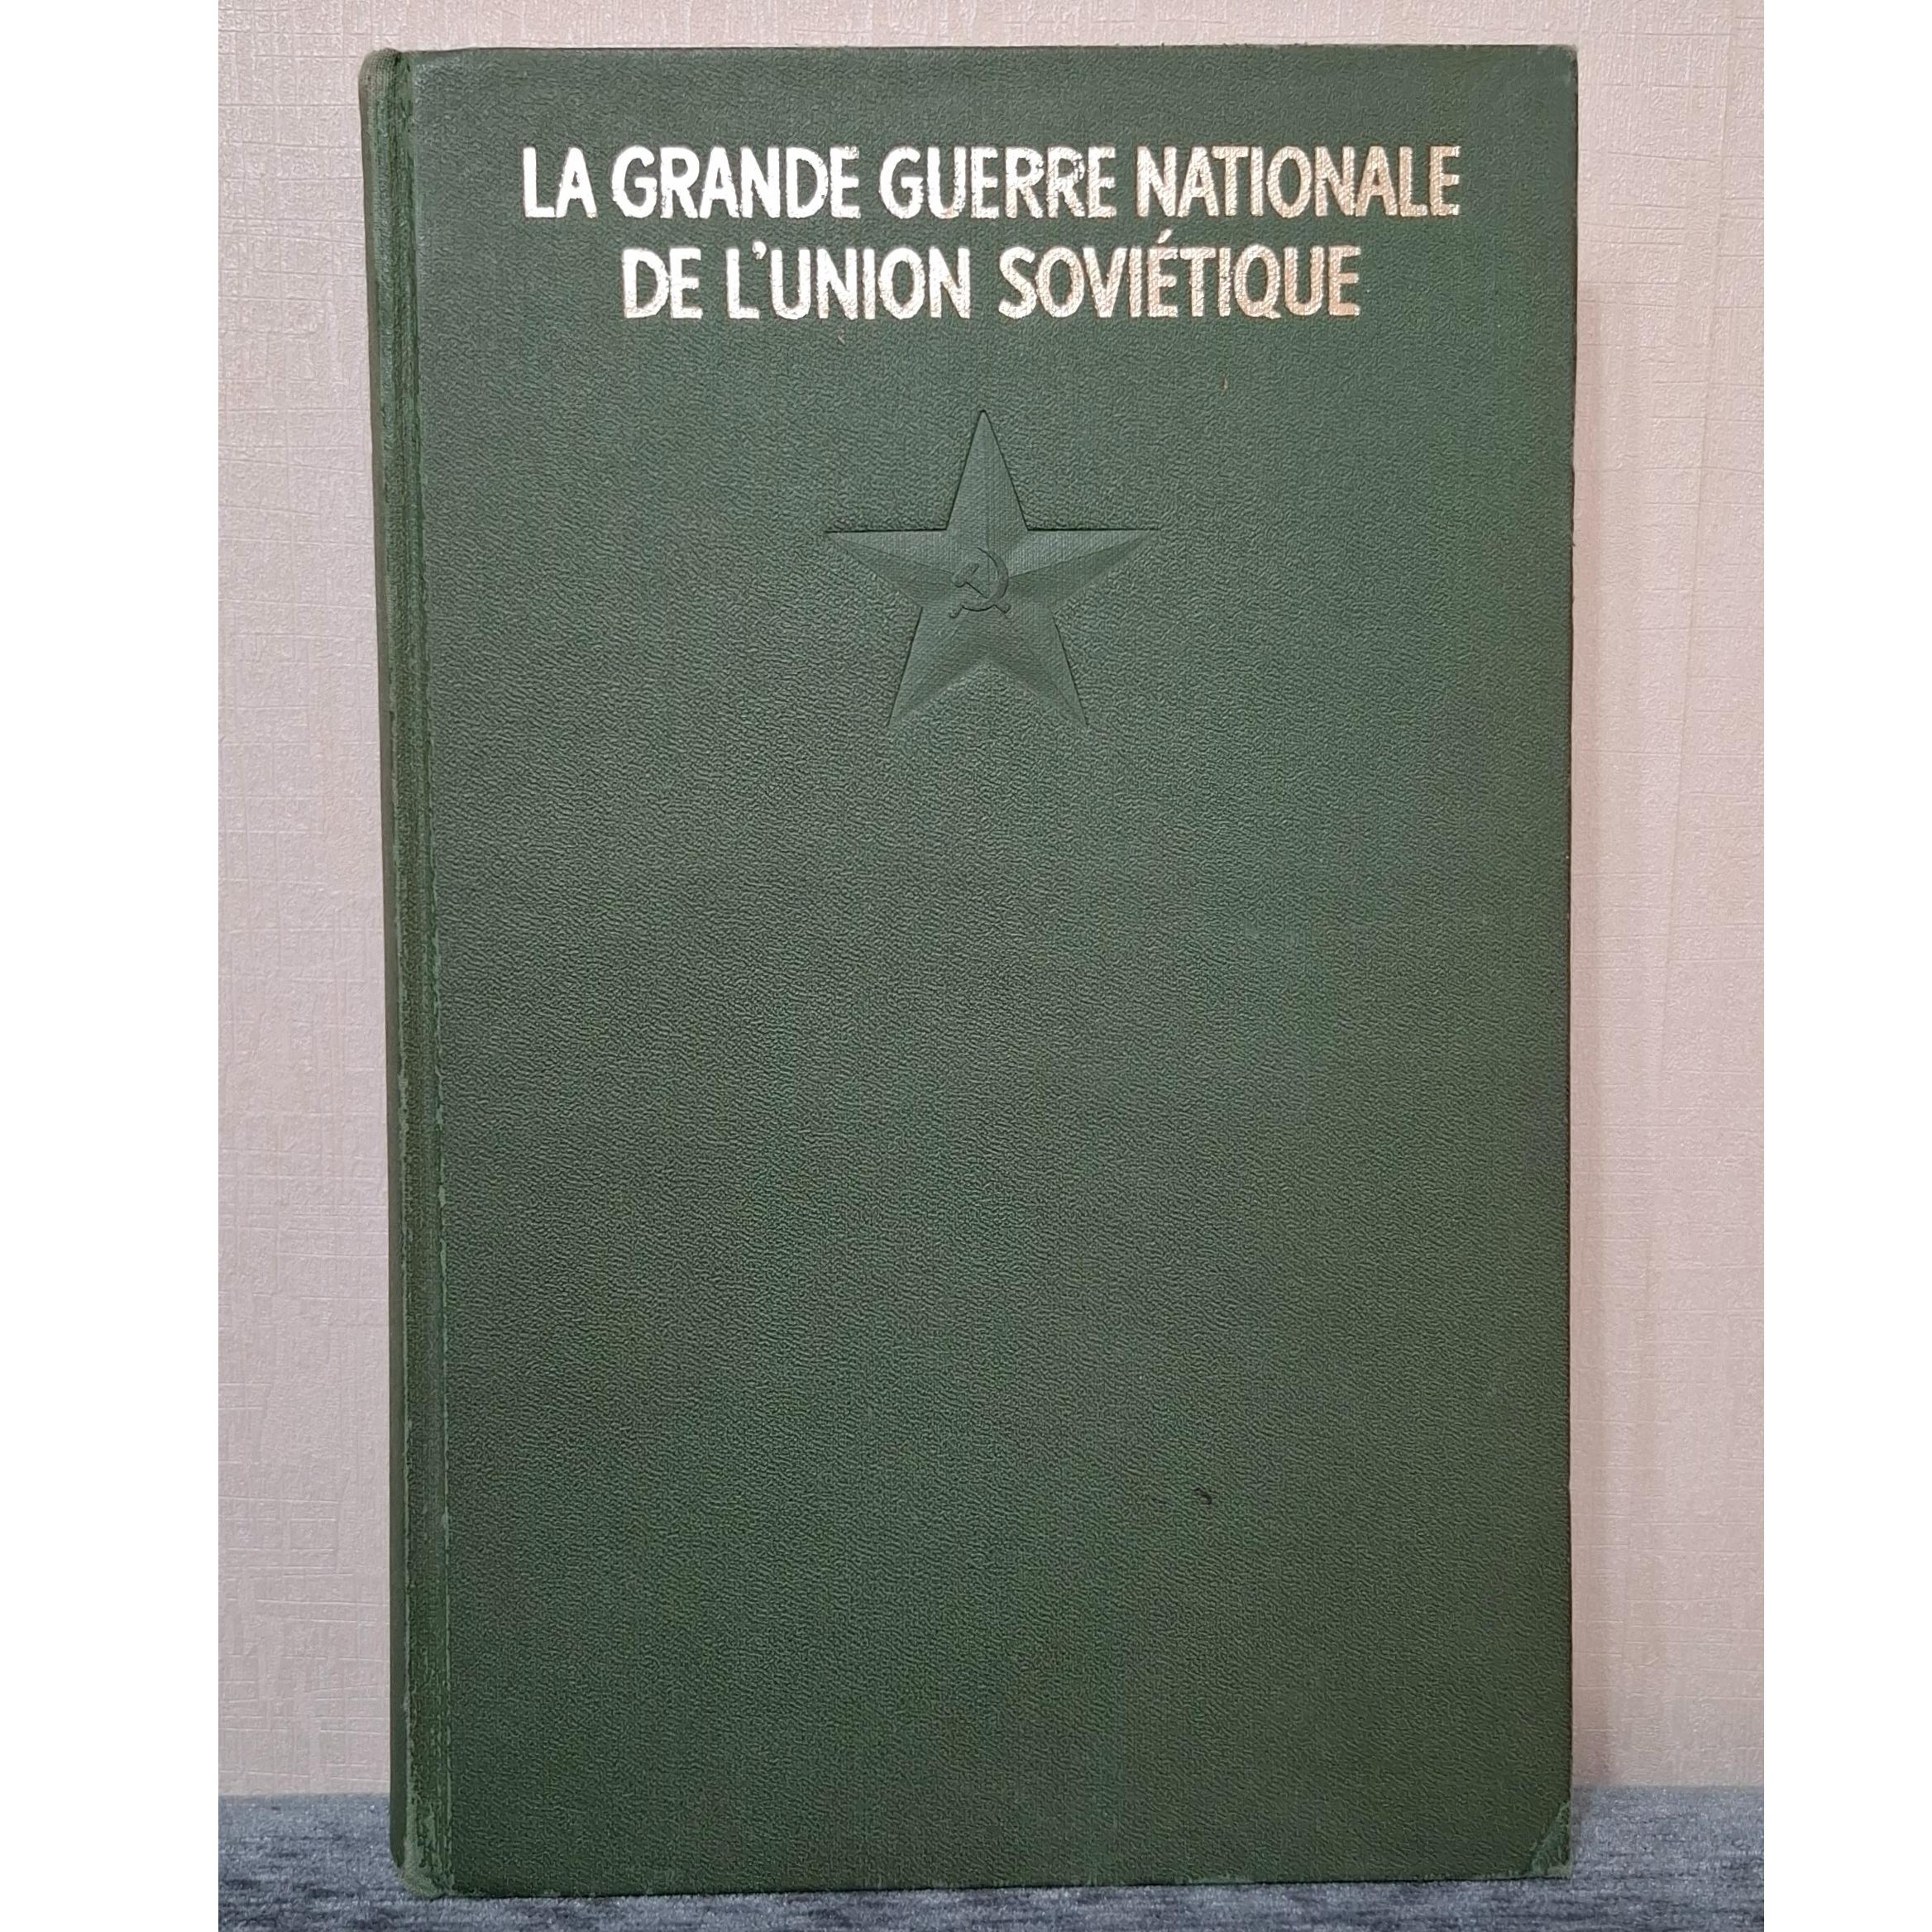 LA GRANDE GUERRE NATIONALE
DE L'UNION SOVIÉTIQUE